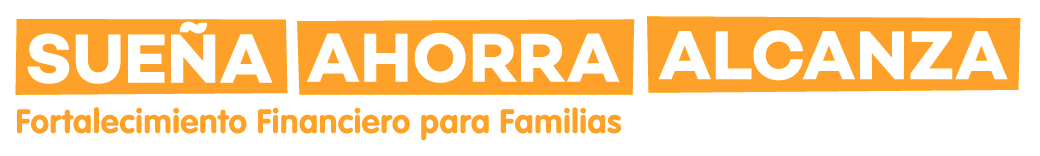 SUEÑA AHORRA ALCANZA
Fortalecimiento Financiero para Familias